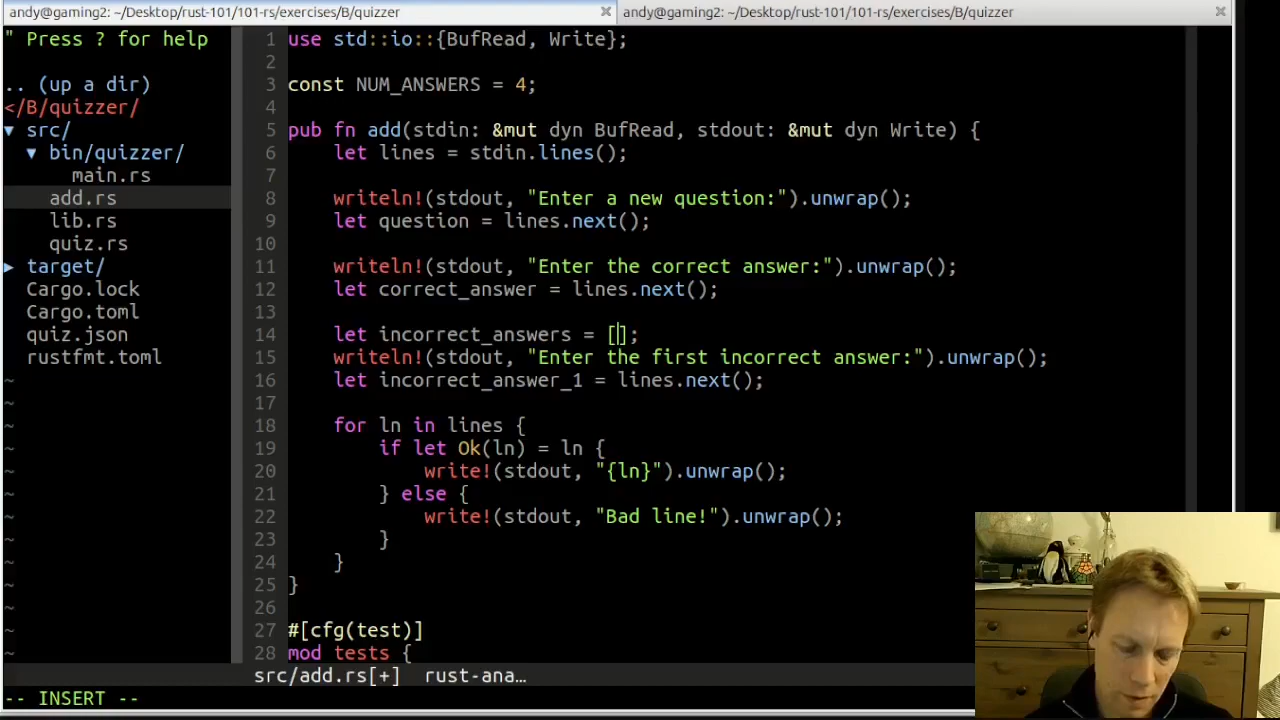 andy@gaming2: ~/Desktop/rust-101/101-rs/exercises/B/quizzer
andy@gaming2: ~/Desktop/rust-101/101-rs/exercises/B/quizzer
" Press ? for help
.. (up a dir)
</B/quizzer/
▼ src/
▼ bin/quizzer/
main.rs
add.rs
lib.rs
quiz.rs
▶ target/
Cargo.lock
Cargo.toml
quiz.json
rustfmt.toml
~
~
~
~
~
~
~
~
~
~
~
~
~
1 use std::io::{BufRead, Write};
2
3 const NUM_ANSWERS = 4;
4
5 pub fn add(stdin: &mut dyn BufRead, stdout: &mut dyn Write) {
6     let lines = stdin.lines();
7
8     writeln!(stdout, "Enter a new question:").unwrap();
9     let question = lines.next();
10
11     writeln!(stdout, "Enter the correct answer:").unwrap();
12     let correct_answer = lines.next();
13
14     let incorrect_answers = [];
15     writeln!(stdout, "Enter the first incorrect answer:").unwrap();
16     let incorrect_answer_1 = lines.next();
17
18     for ln in lines {
19         if let Ok(ln) = ln {
20             write!(stdout, "{ln}").unwrap();
21         } else {
22             write!(stdout, "Bad line!").unwrap();
23         }
24     }
25 }
26
27 #[cfg(test)]
28 mod tests {
src/add.rs[+] rust-ana…
-- INSERT --